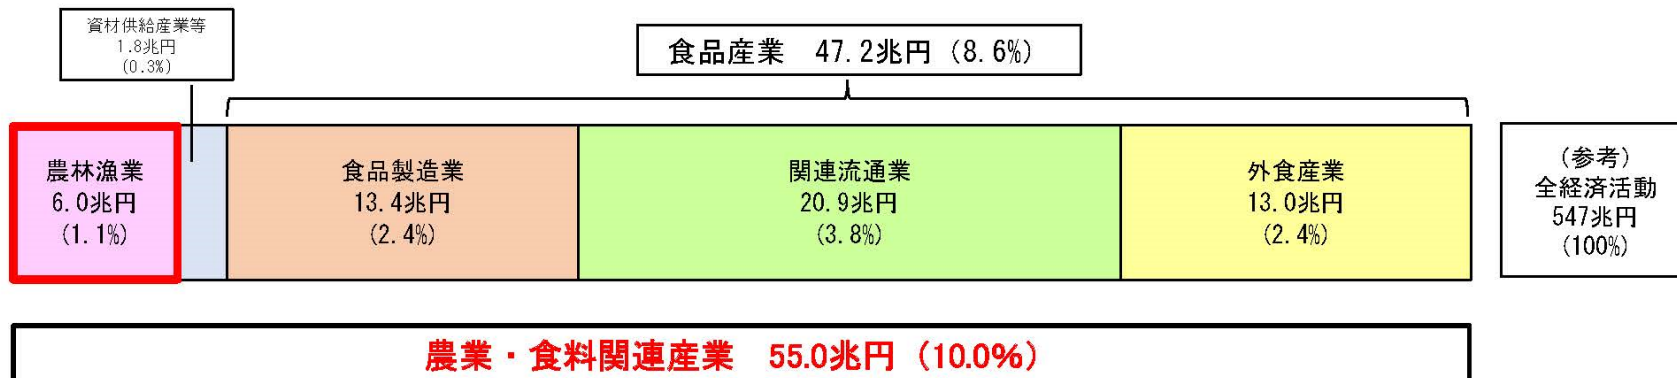 資材供給産業等
1.8兆円
(0.3%)
食品産業　47.2兆円（8.6%）
農林漁業
6.0兆円
(1.1%)
食品製造業
13.4兆円
(2.4%)
関連流通業
20.9兆円
(3.8%)
外食産業
13.0兆円
(2.4%)
（参考）
全経済活動
547兆円
(100%)
農業・食料関連産業　55.0兆円（10.0%）